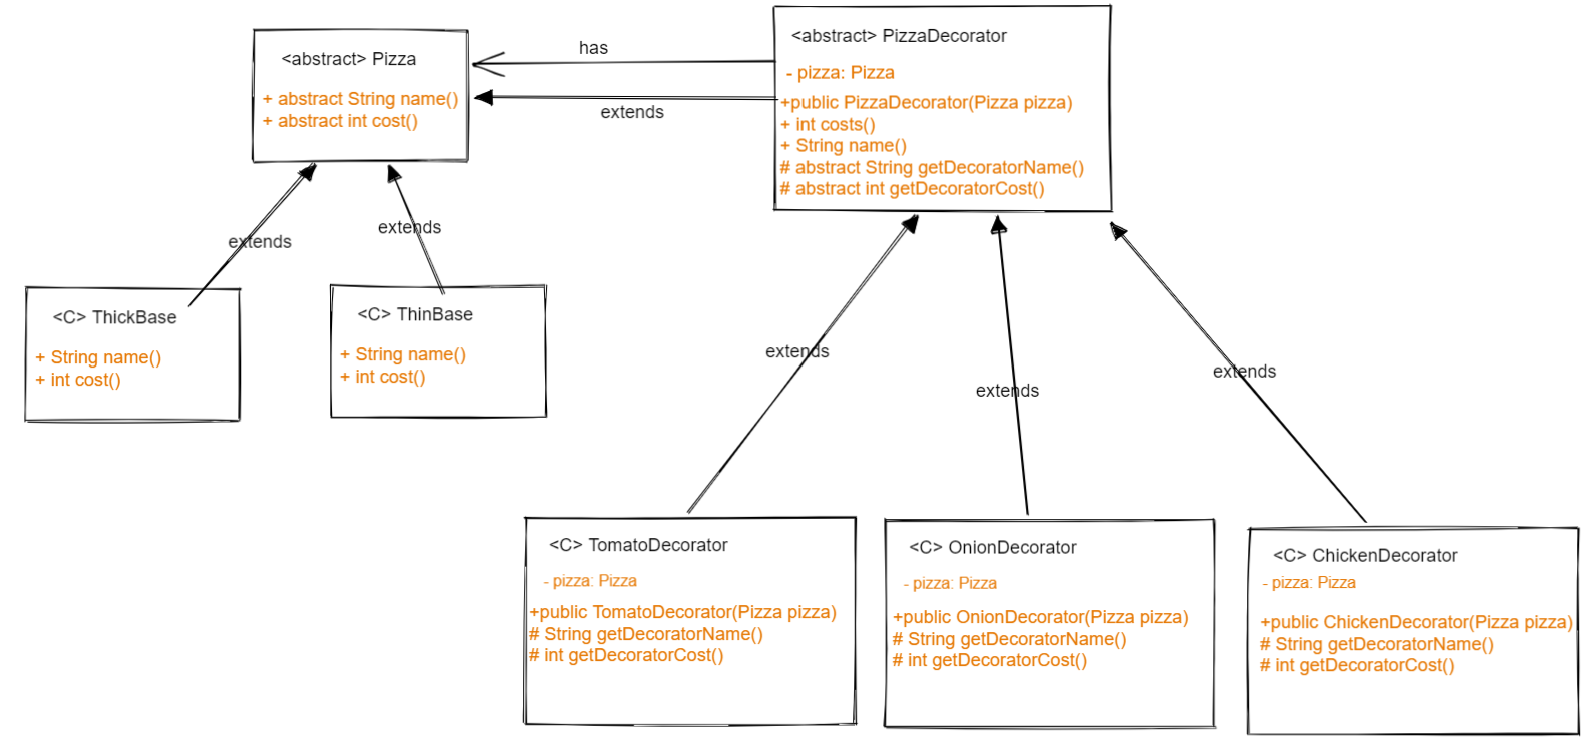 <abstract> Pizza
+ abstract String name()
+ abstract int cost()
has
extends
<abstract> PizzaDecorator
- pizza: Pizza
+public PizzaDecorator(Pizza pizza)
+ int costs()
+ String name()
# abstract String getDecoratorName()
# abstract int getDecoratorCost()
extends
extends
<C> ThickBase
+ String name()
+ int cost()
<C> ThinBase
+ String name()
+ int cost()
extends
extends
extends
<C> TomatoDecorator
- pizza: Pizza
+public TomatoDecorator(Pizza pizza)
# String getDecoratorName()
# int getDecoratorCost()
<C> OnionDecorator
- pizza: Pizza
+public OnionDecorator(Pizza pizza)
# String getDecoratorName()
# int getDecoratorCost()
<C> ChickenDecorator
- pizza: Pizza
+public ChickenDecorator(Pizza pizza)
# String getDecoratorName()
# int getDecoratorCost()